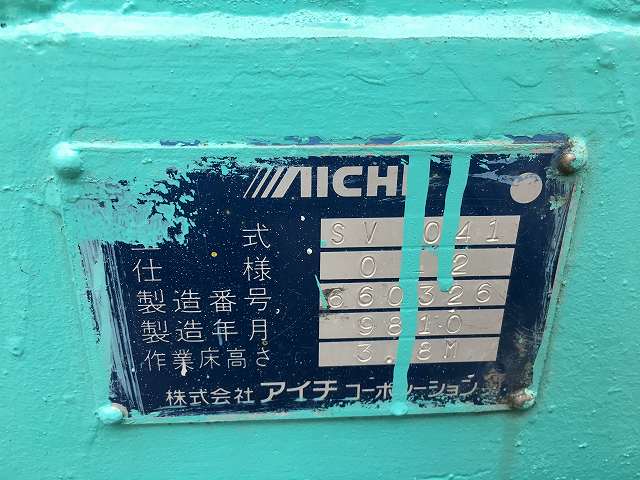 AICHI
式 SV 041
仕様 0 2
製造番号 660326
製造年月 9810
作業床高さ 3.8M
株式会社 アイチ コーポレーション